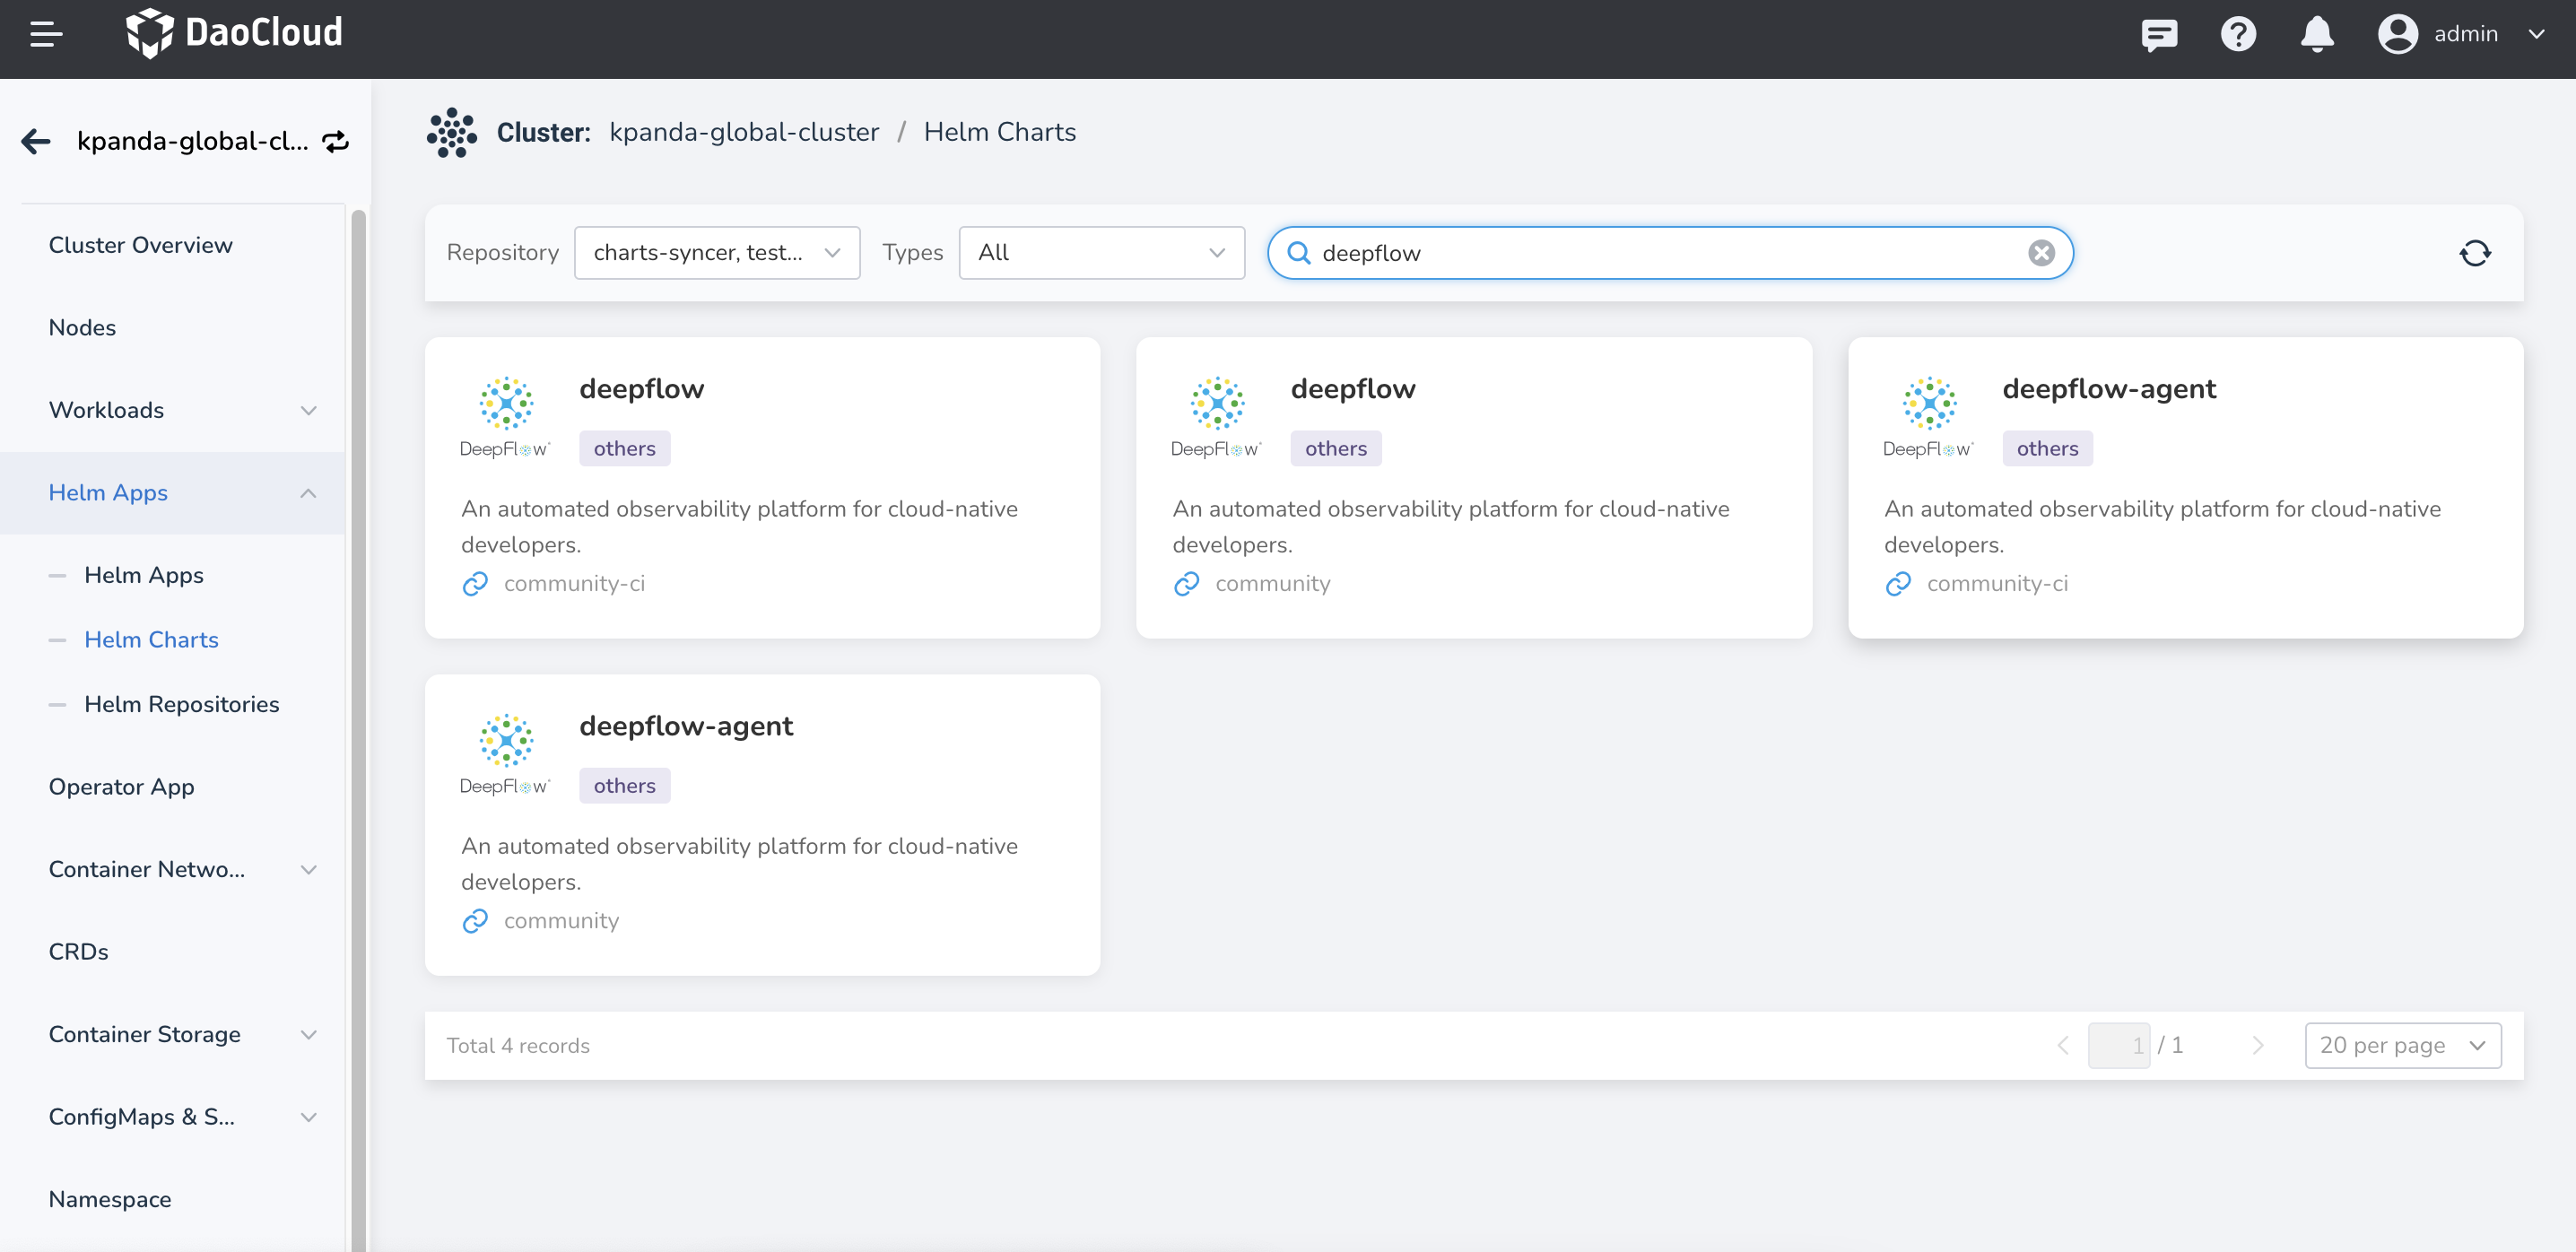 DaoCloud
admin
kpanda-global-cl...
Cluster: kpanda-global-cluster / Helm Charts
Cluster Overview
Nodes
Workloads
Helm Apps
Helm Apps
Helm Charts
Helm Repositories
Operator App
Container Netwo...
CRDs
Container Storage
ConfigMaps & S...
Namespace
Repository charts-syncer, test... Types All deepflow
DeepFlow
deepflow
others
An automated observability platform for cloud-native
developers.
community-ci
DeepFlow
deepflow
others
An automated observability platform for cloud-native
developers.
community
DeepFlow
deepflow-agent
others
An automated observability platform for cloud-native
developers.
community-ci
DeepFlow
deepflow-agent
others
An automated observability platform for cloud-native
developers.
community
Total 4 records
1 / 1
20 per page